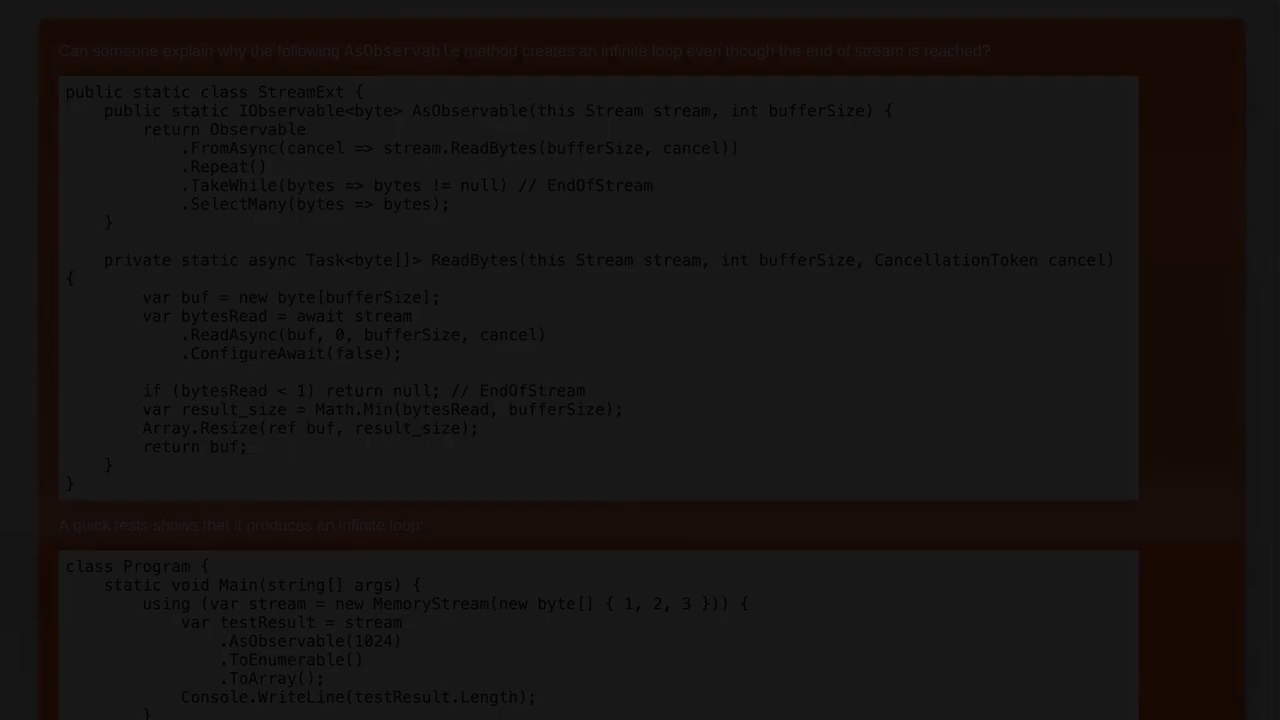 Can someone explain why the following AsObservable method creates an infinite loop even though the end of stream is reached?
public static class StreamExt {
    public static IObservable<byte> AsObservable(this Stream stream, int bufferSize) {
        return Observable
            .FromAsync(cancel => stream.ReadBytes(bufferSize, cancel))
            .Repeat()
            .TakeWhile(bytes => bytes != null) // EndOfStream
            .SelectMany(bytes => bytes);
    }
    private static async Task<byte[]> ReadBytes(this Stream stream, int bufferSize, CancellationToken cancel)
{
        var buf = new byte[bufferSize];
        var bytesRead = await stream
            .ReadAsync(buf, 0, bufferSize, cancel)
            .ConfigureAwait(false);
        if (bytesRead < 1) return null; // EndOfStream
        var result_size = Math.Min(bytesRead, bufferSize);
        Array.Resize(ref buf, result_size);
        return buf;
    }
}
A quick tests shows that it produces an infinite loop:
class Program {
    static void Main(string[] args) {
        using (var stream = new MemoryStream(new byte[] { 1, 2, 3 })) {
            var testResult = stream
                .AsObservable(1024)
                .ToEnumerable()
                .ToArray();
            Console.WriteLine(testResult.Length);
        }